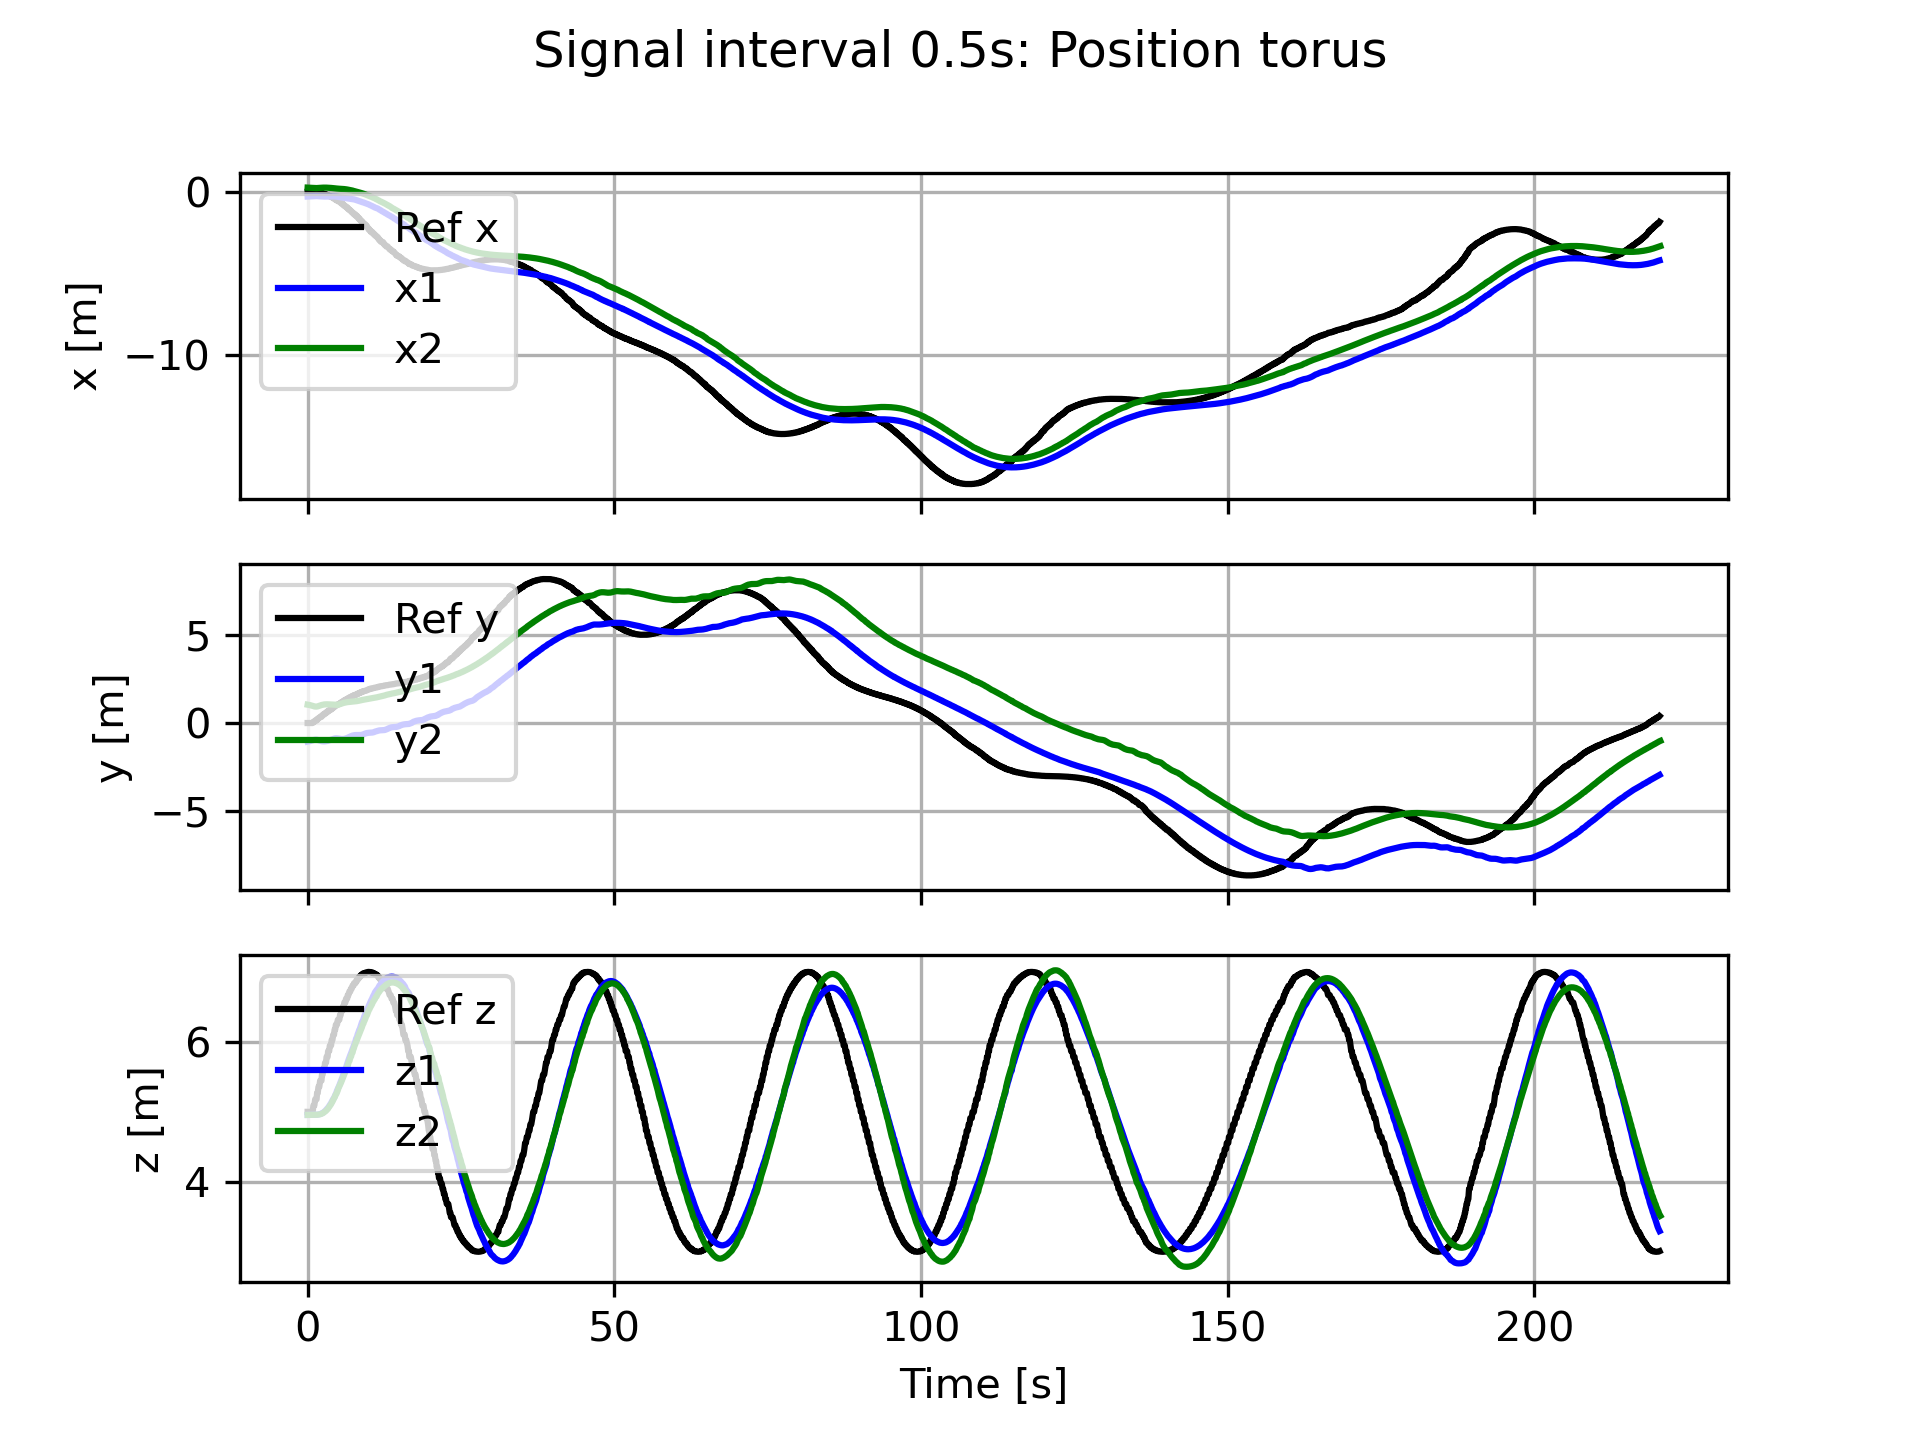 Signal interval 0.5s: Position torus
0
−10
x [m]
Ref x
x1
x2
5
0
−5
y [m]
Ref y
y1
y2
6
4
z [m]
Ref z
z1
z2
0 50 100 150 200
Time [s]